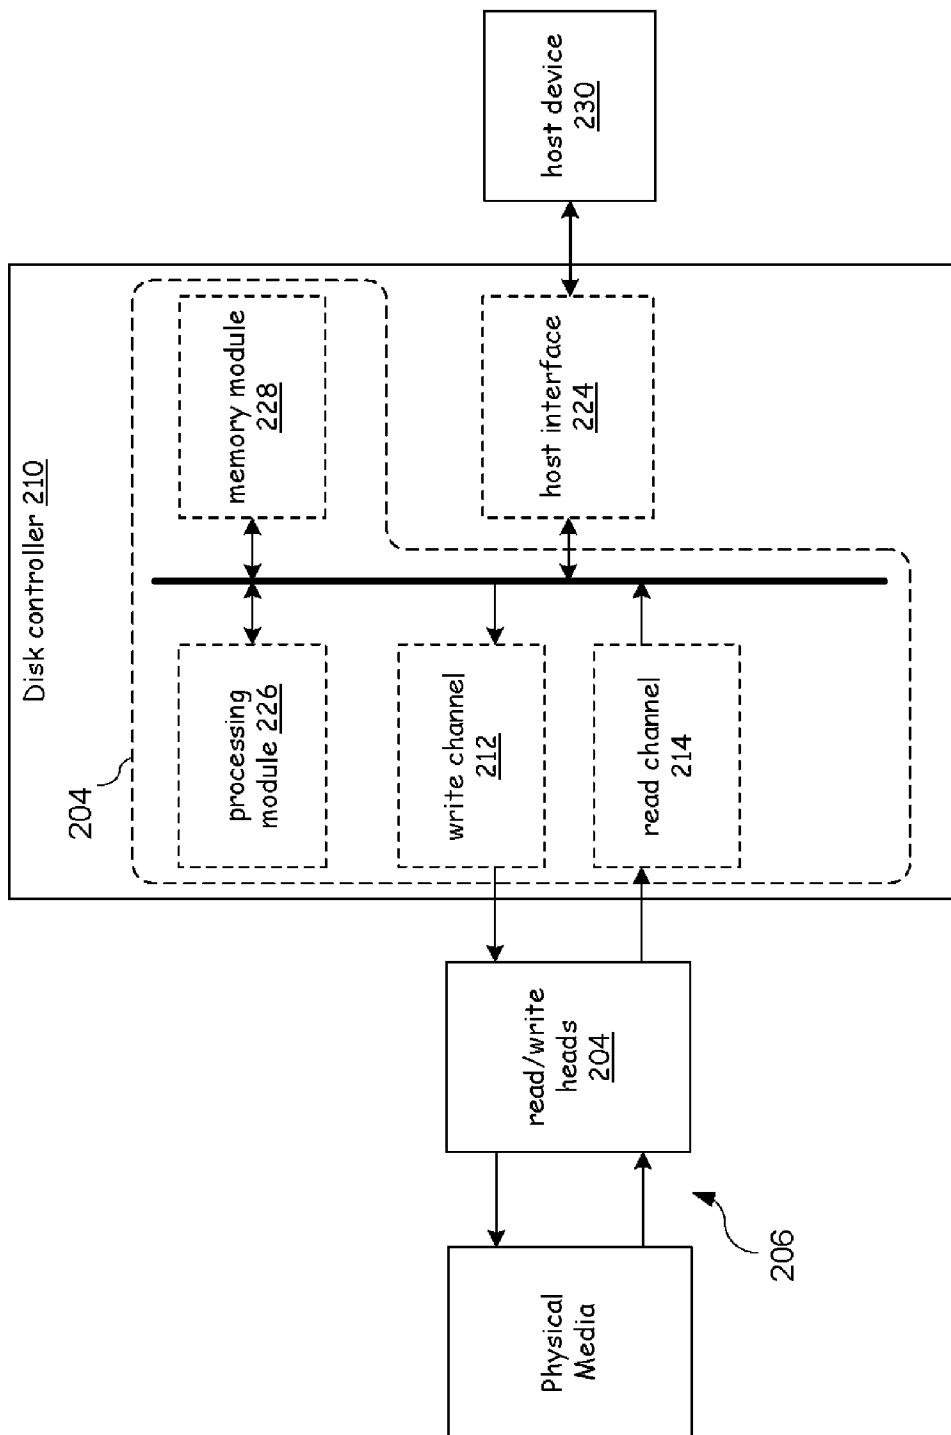 Disk controller 210
204
processing
module 226
memory module
228
write channel
212
read channel
214
host interface
224
host device
230
read/write
heads
204
Physical
Media
206